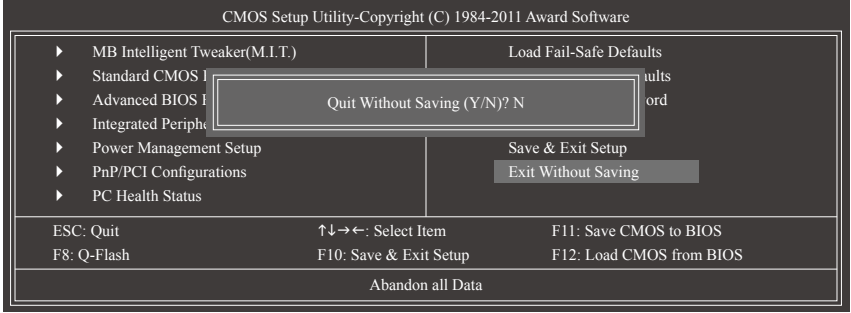 CMOS Setup Utility-Copyright (C) 1984-2011 Award Software
MB Intelligent Tweaker(M.I.T.)
Standard CMOS
Advanced BIOS
Integrated
Power Management Setup
PnP/PCI Configurations
PC Health Status
Load Fail-Safe Defaults
Save & Exit Setup
Exit Without Saving
Quit Without Saving (Y/N)? N
ESC: Quit ↑↓→←: Select Item F11: Save CMOS to BIOS
F8: Q-Flash F10: Save & Exit Setup F12: Load CMOS from BIOS
Abandon all Data